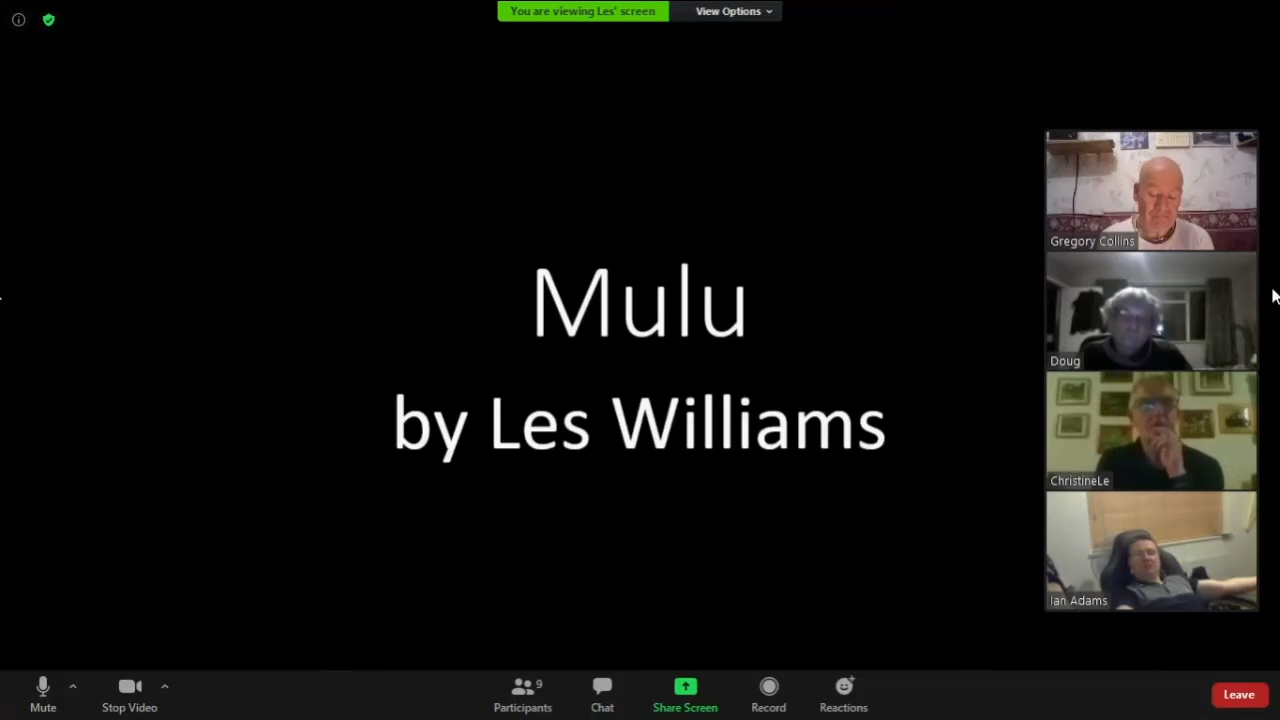 You are viewing Les' screen
View Options
Mulu
by Les Williams
Gregory Collins
Doug
ChristineLe
Ian Adams
Mute
Stop Video
Participants
9
Chat
Share Screen
Record
Reactions
Leave